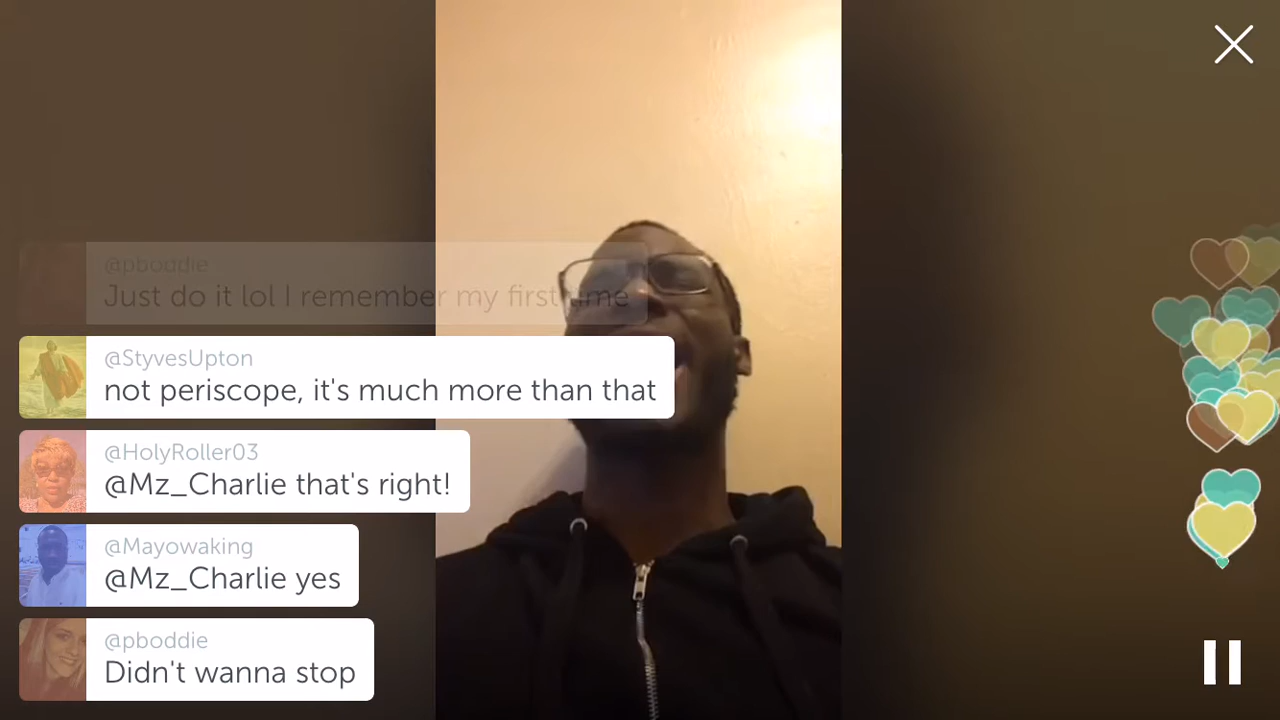 @pboddie
Just do it lol I remember my first time
@StyvesUpton
not periscope, it's much more than that
@HolyRoller03
@Mz_Charlie that's right!
@Mayowaking
@Mz_Charlie yes
@pboddie
Didn't wanna stop